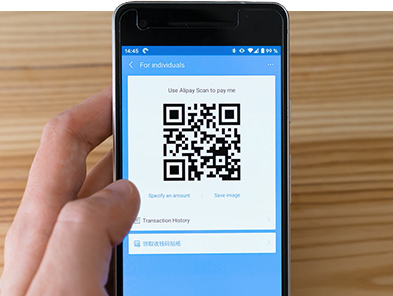 14:45 99 %
For individuals ...
Use Alipay Scan to pay me
Specify an amount Save image
Transaction History
领取收钱码贴纸